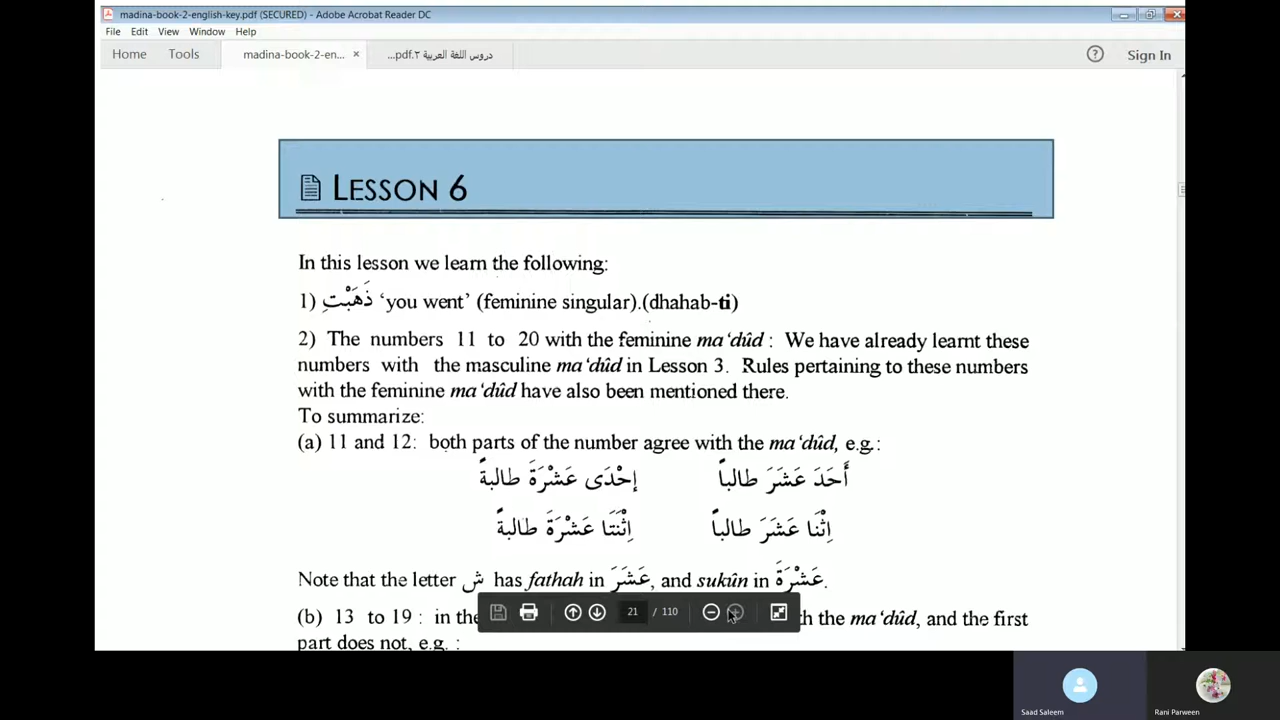 madina-book-2-english-key.pdf (SECURED) - Adobe Acrobat Reader DC
File Edit View Window Help
Home Tools madina-book-2-en... × دروس اللغة العربية ٢.pdf... Sign In
LESSON 6
In this lesson we learn the following:
1) ذَهَبْتِ ‘you went’ (feminine singular).(dhahab-ti)
2) The numbers 11 to 20 with the feminine ma‘dûd : We have already learnt these
numbers with the masculine ma‘dûd in Lesson 3. Rules pertaining to these numbers
with the feminine ma‘dûd have also been mentioned there.
To summarize:
(a) 11 and 12: both parts of the number agree with the ma‘dûd, e.g.:
أَحَدَ عَشَرَ طالباً إحْدَى عَشْرَةَ طالبةً
اِثْنَا عَشَرَ طالباً اِثْنَتَا عَشْرَةَ طالبةً
Note that the letter ش has fathah in عَشَرَ, and sukûn in عَشْرَةَ.
(b) 13 to 19 : in the h the ma‘dûd, and the first
21 / 110
part does not, e.g. :
Saad Saleem Rani Parween